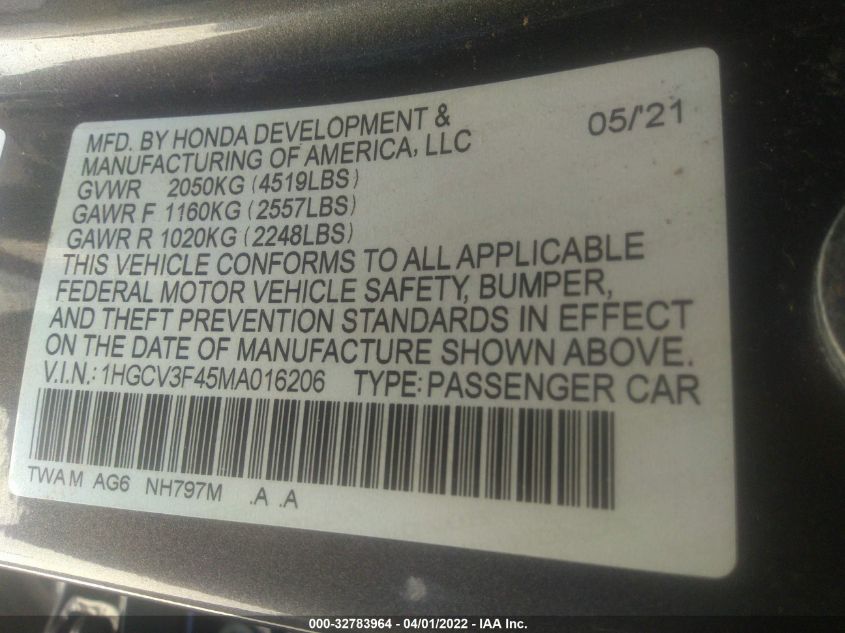 MFD. BY HONDA DEVELOPMENT & 05/'21
MANUFACTURING OF AMERICA, LLC
GVWR 2050KG (4519LBS)
GAWR F 1160KG (2557LBS)
GAWR R 1020KG (2248LBS)
THIS VEHICLE CONFORMS TO ALL APPLICABLE
FEDERAL MOTOR VEHICLE SAFETY, BUMPER,
AND THEFT PREVENTION STANDARDS IN EFFECT
ON THE DATE OF MANUFACTURE SHOWN ABOVE.
V.I.N.: 1HGCV3F45MA016206 TYPE: PASSENGER CAR
TWA M AG6 NH797M .A .A
000-32783964 - 04/01/2022 - IAA Inc.